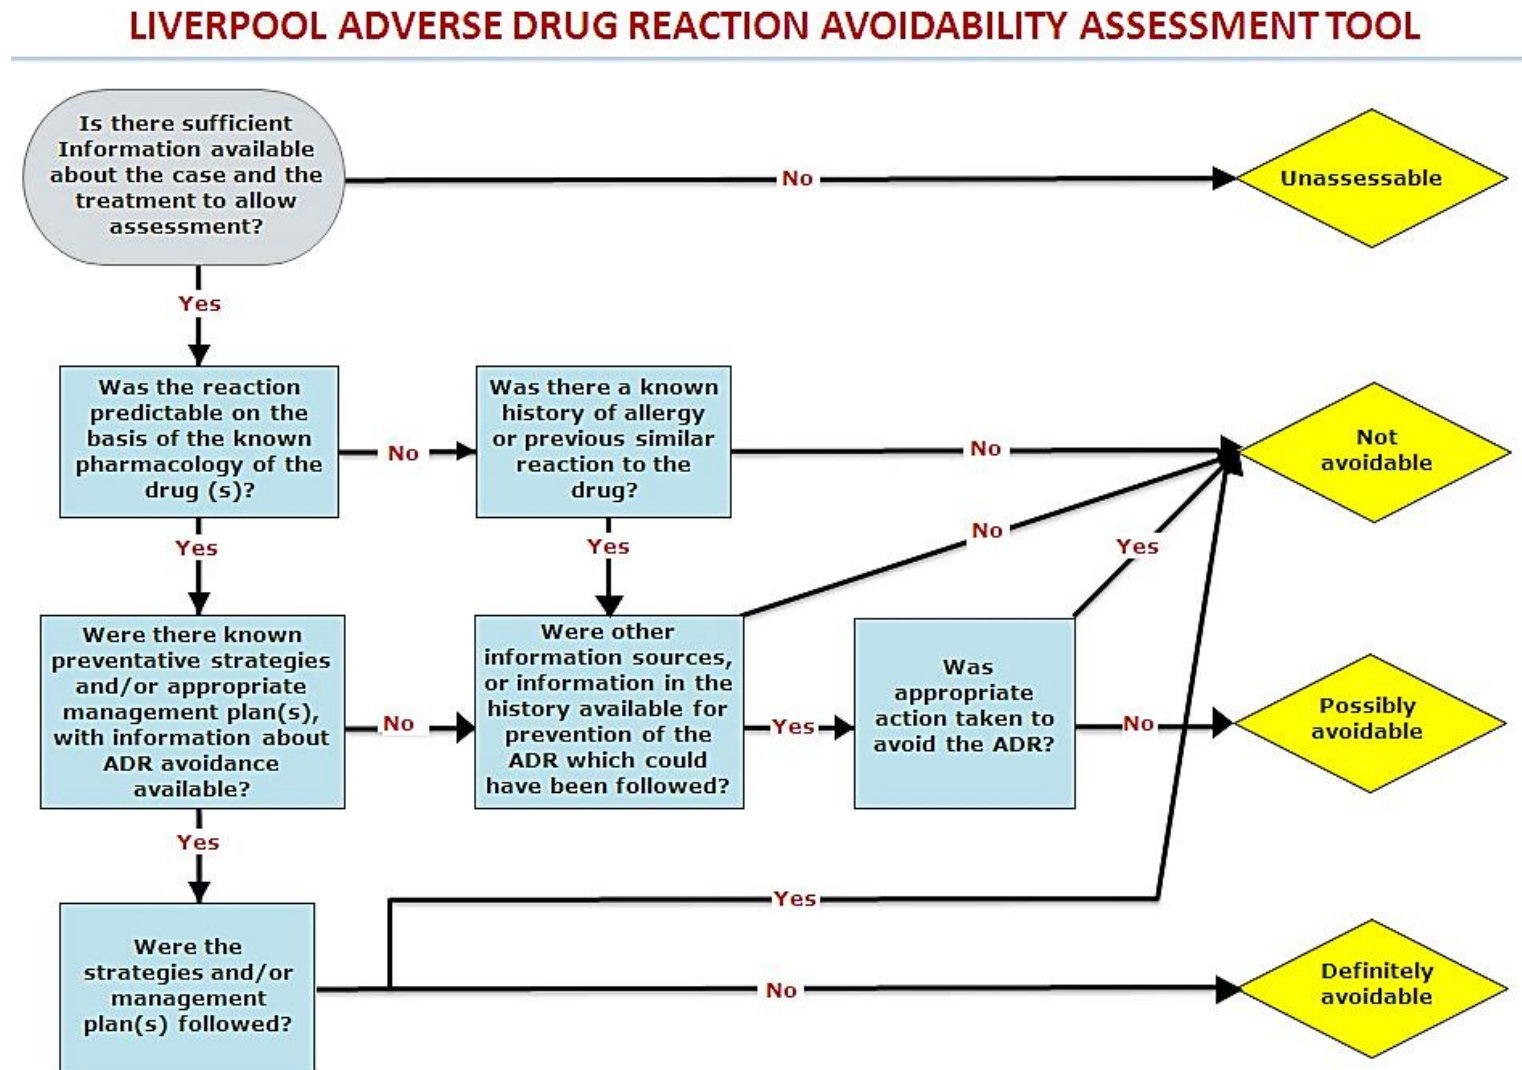 LIVERPOOL ADVERSE DRUG REACTION AVOIDABILITY ASSESSMENT TOOL
Is there sufficient
Information available
about the case and the
treatment to allow
assessment?
No
Unassessable
Yes
Was the reaction
predictable on the
basis of the known
pharmacology of the
drug (s)?
No
Was there a known
history of allergy
or previous similar
reaction to the
drug?
No
Not
avoidable
Yes
Yes
No
Yes
Were there known
preventative strategies
and/or appropriate
management plan(s),
with information about
ADR avoidance
available?
No
Were other
information sources,
or information in the
history available for
prevention of the
ADR which could
have been followed?
Yes
Was
appropriate
action taken to
avoid the ADR?
No
Possibly
avoidable
Yes
Yes
Were the
strategies and/or
management
plan(s) followed?
No
Definitely
avoidable